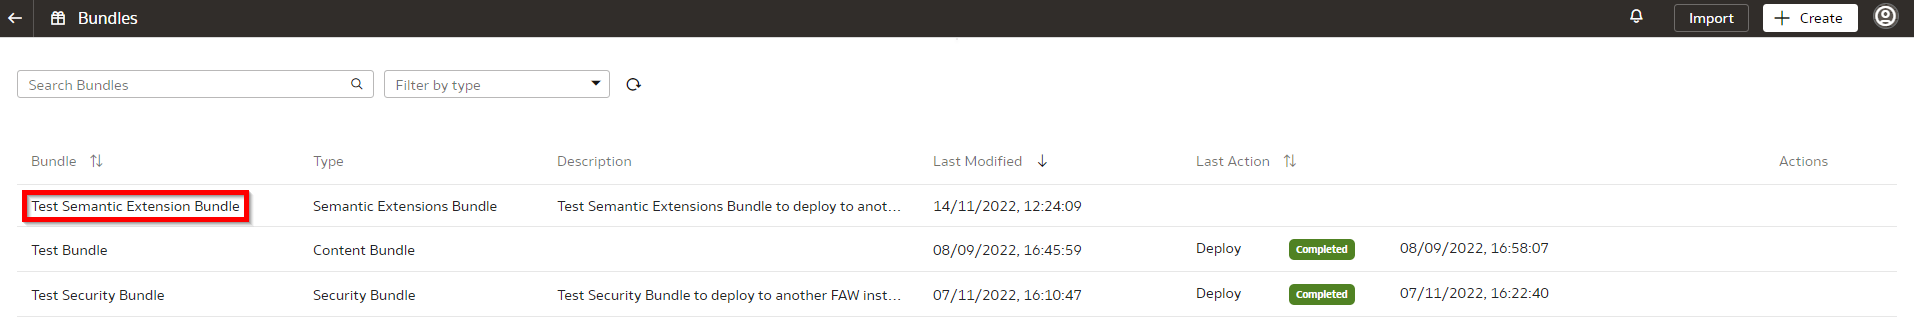 Bundles Import Create
Search Bundles Filter by type
Bundle Type Description Last Modified Last Action Actions
Test Semantic Extension Bundle Semantic Extensions Bundle Test Semantic Extensions Bundle to deploy to anot... 14/11/2022, 12:24:09
Test Bundle Content Bundle 08/09/2022, 16:45:59 Deploy Completed 08/09/2022, 16:58:07
Test Security Bundle Security Bundle Test Security Bundle to deploy to another FAW inst... 07/11/2022, 16:10:47 Deploy Completed 07/11/2022, 16:22:40